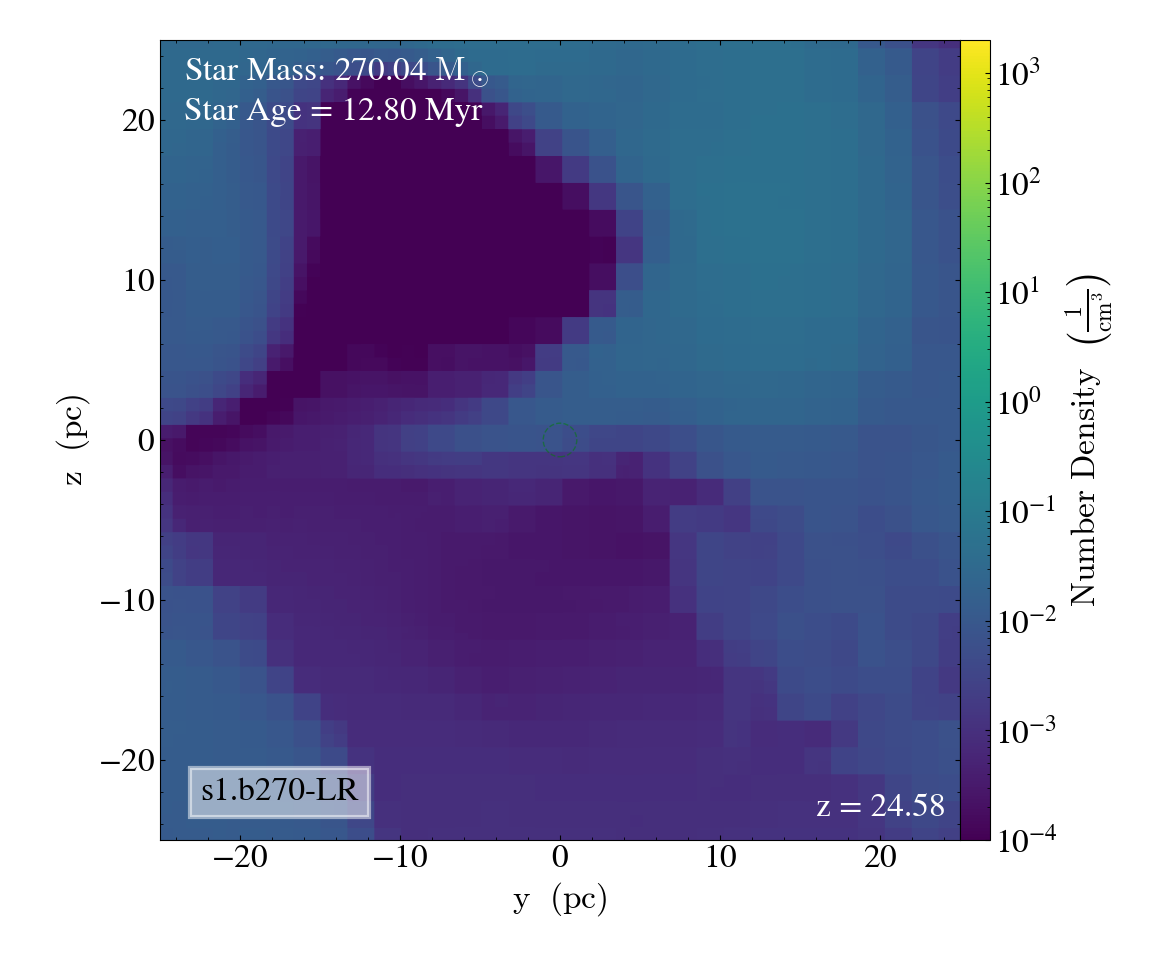 Star Mass: 270.04 M⊙
Star Age = 12.80 Myr
20
10
0
−10
−20
z (pc)
s1.b270-LR
z = 24.58
−20 −10 0 10 20
y (pc)
10³
10²
10¹
10⁰
10⁻¹
10⁻²
10⁻³
10⁻⁴
Number Density (1/cm³)